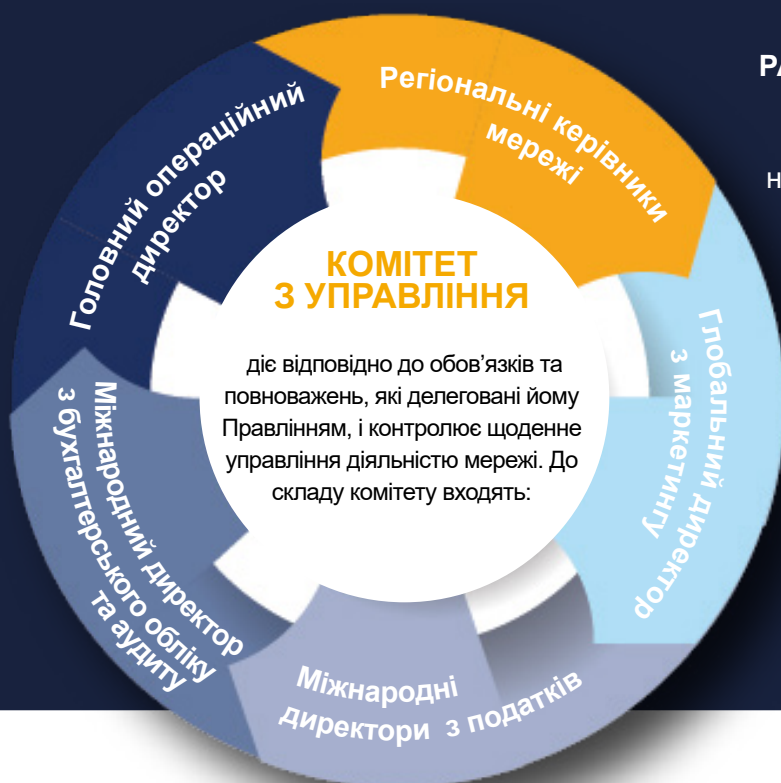 Регіональні керівники
мережі
Глобальний директор
з маркетингу
Міжнародні
директори з податків
Міжнародний директор
з бухгалтерського обліку
та аудиту
Головний операційний
директор
КОМІТЕТ
З УПРАВЛІННЯ
діє відповідно до обов’язків та
повноважень, які делеговані йому
Правлінням, і контролює щоденне
управління діяльністю мережі. До
складу комітету входять: